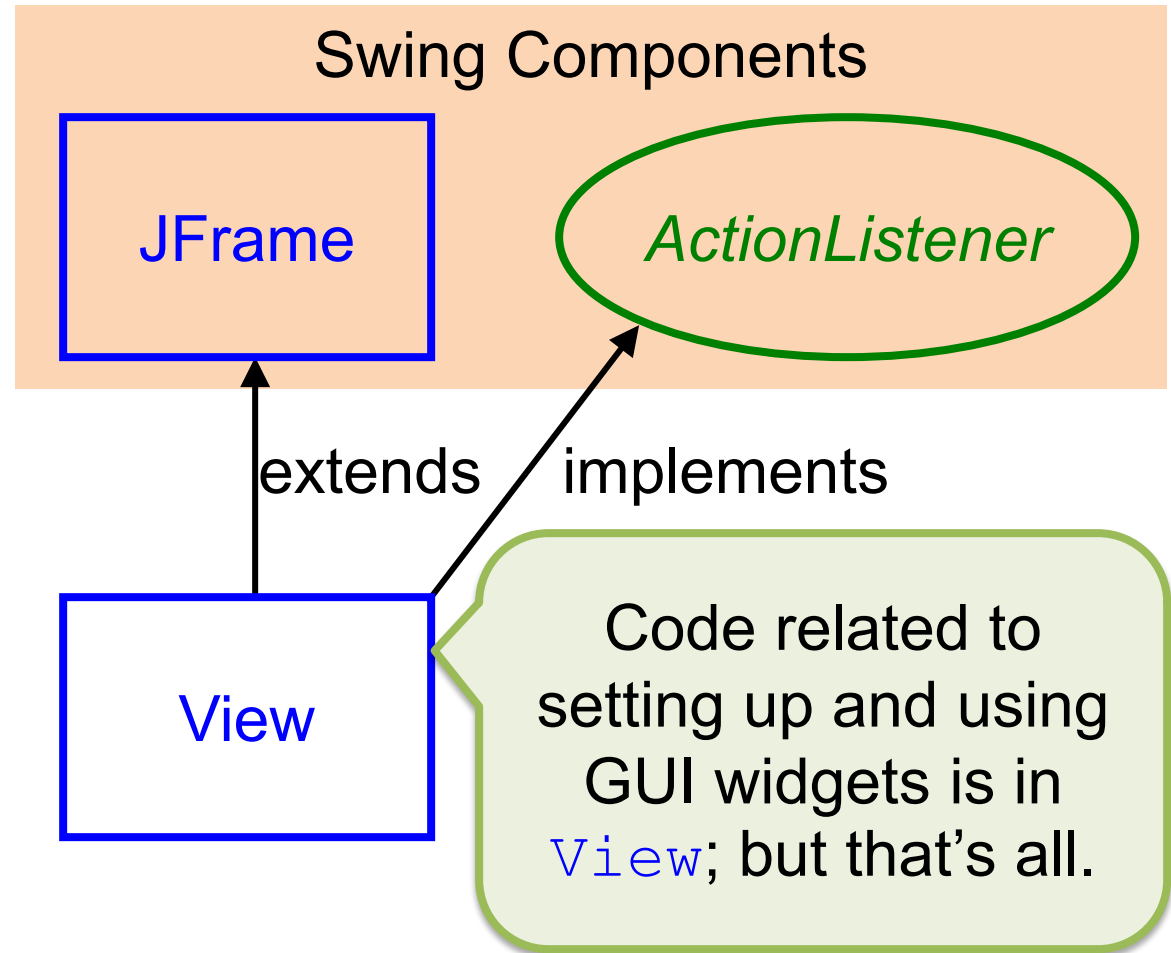 Swing Components
JFrame
ActionListener
extends
implements
View
Code related to
setting up and using
GUI widgets is in
View; but that’s all.